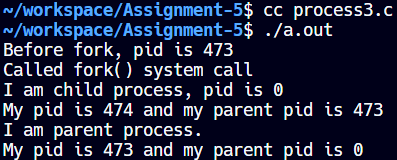 ~/workspace/Assignment-5$ cc process3.c
~/workspace/Assignment-5$ ./a.out
Before fork, pid is 473
Called fork() system call
I am child process, pid is 0
My pid is 474 and my parent pid is 473
I am parent process.
My pid is 473 and my parent pid is 0